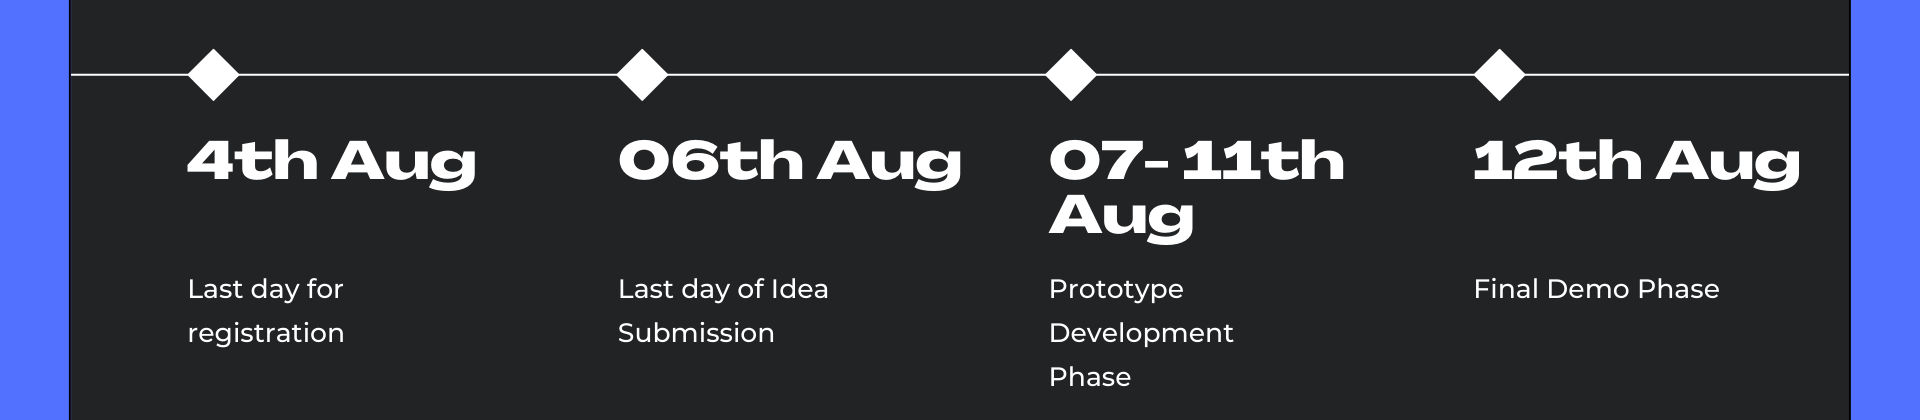 4th Aug
Last day for
registration
06th Aug
Last day of Idea
Submission
07- 11th
Aug
Prototype
Development
Phase
12th Aug
Final Demo Phase